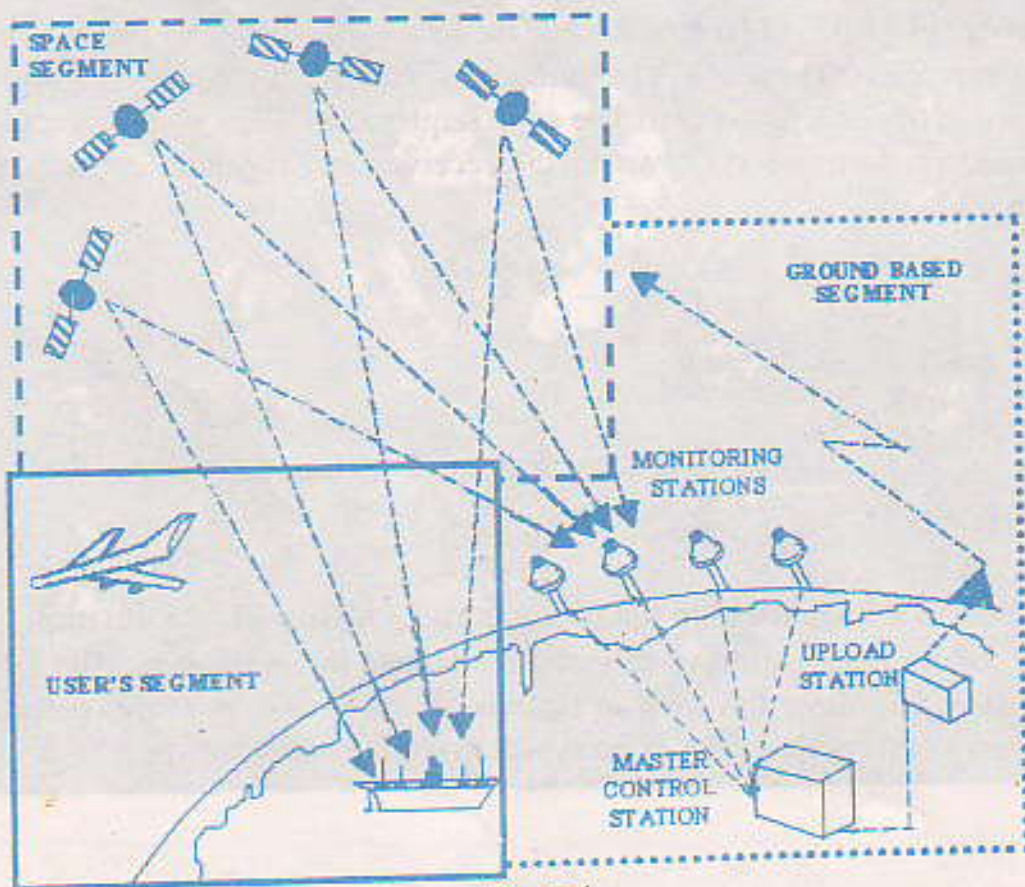 SPACE
SEGMENT
GROUND BASED
SEGMENT
MONITORING
STATIONS
USER'S SEGMENT
UPLOAD
STATION
MASTER
CONTROL
STATION